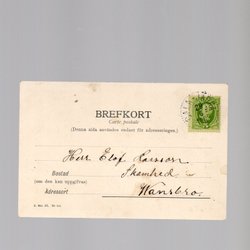 BREFKORT
Carte postale
(Denna sida användes endast för adresseringen.)
Herr Elof Larsson
Bostad
(om den kan uppgifvas)
Adressort
Wansbro.